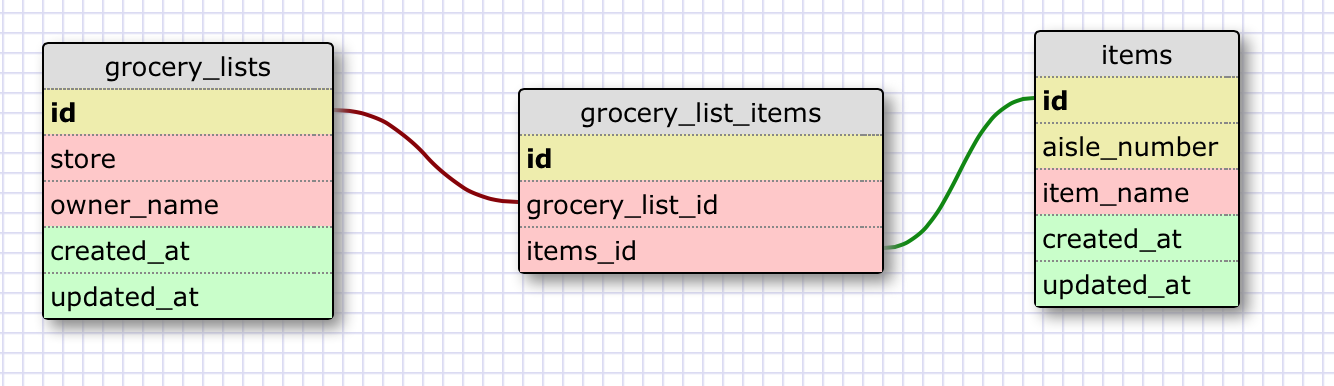 grocery_lists
id
store
owner_name
created_at
updated_at
grocery_list_items
id
grocery_list_id
items_id
items
id
aisle_number
item_name
created_at
updated_at